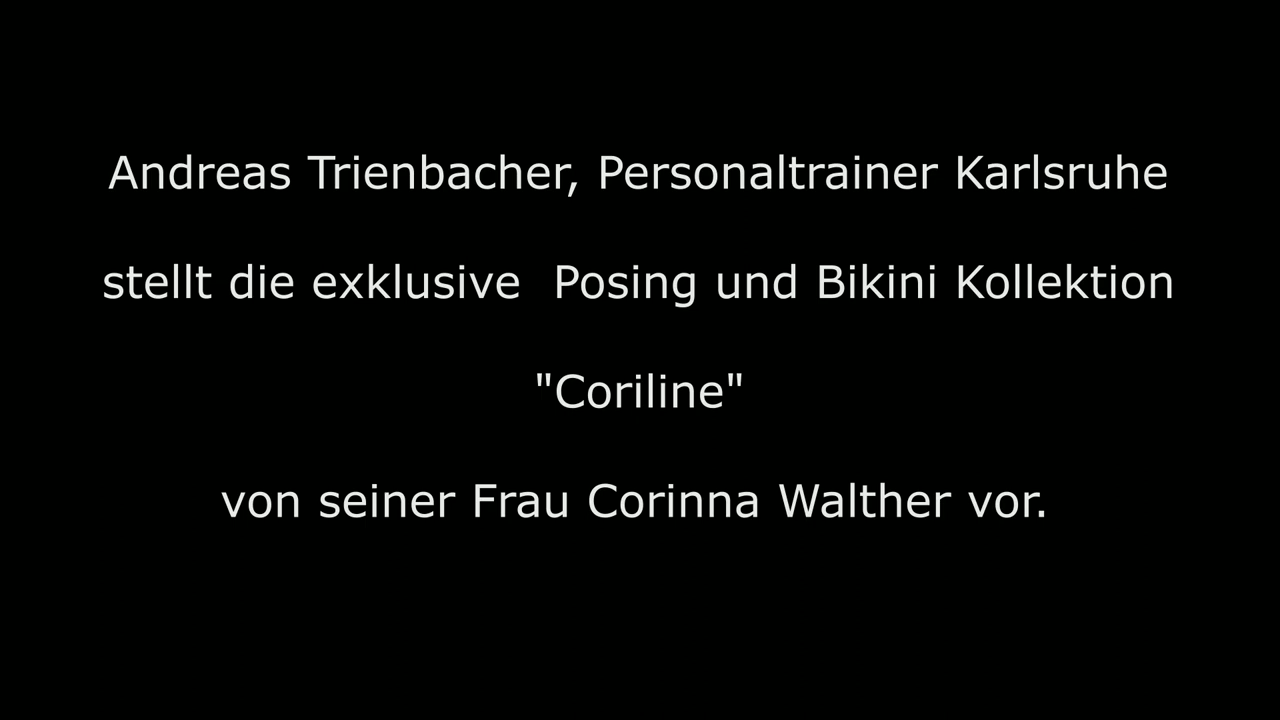 Andreas Trienbacher, Personaltrainer Karlsruhe
stellt die exklusive  Posing und Bikini Kollektion
"Coriline"
von seiner Frau Corinna Walther vor.